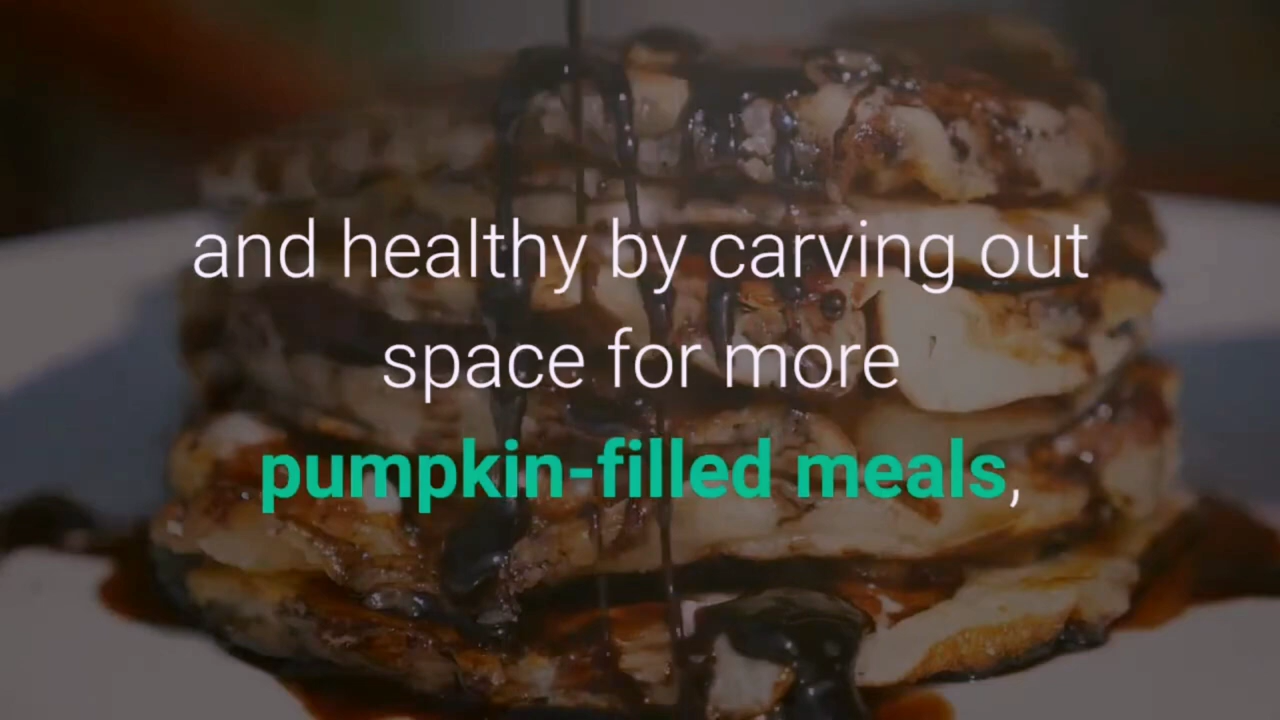 and healthy by carving out
space for more
pumpkin-filled meals,